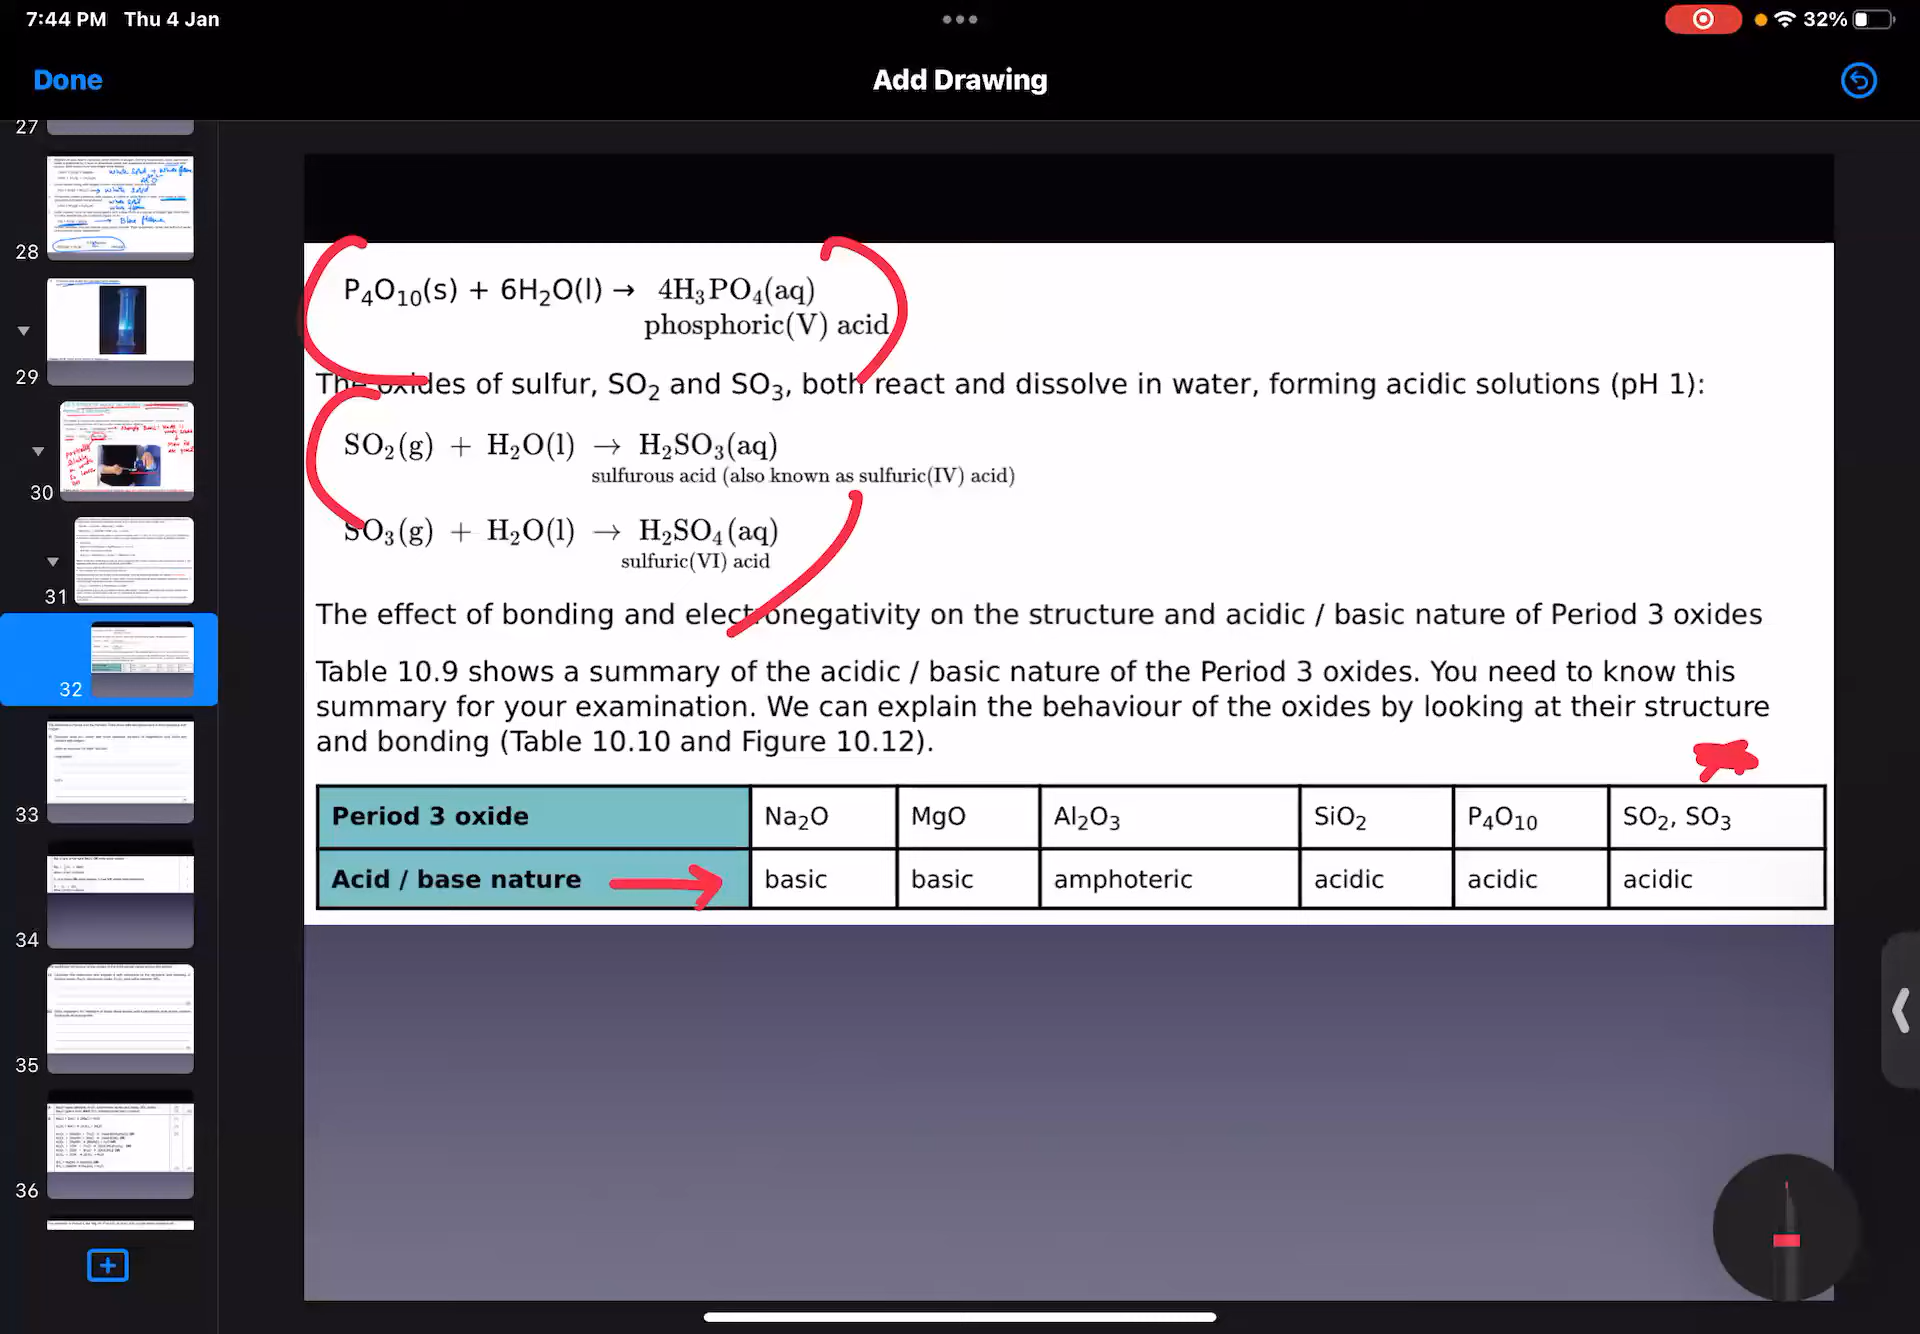 7:44 PM Thu 4 Jan
32%
Done
Add Drawing
27
28
29
30
31
32
33
34
35
36
P₄O₁₀(s) + 6H₂O(l) → 4H₃PO₄(aq)
phosphoric(V) acid
The oxides of sulfur, SO₂ and SO₃, both react and dissolve in water, forming acidic solutions (pH 1):
SO₂(g) + H₂O(l) → H₂SO₃(aq)
sulfurous acid (also known as sulfuric(IV) acid)
SO₃(g) + H₂O(l) → H₂SO₄(aq)
sulfuric(VI) acid
The effect of bonding and electronegativity on the structure and acidic / basic nature of Period 3 oxides
Table 10.9 shows a summary of the acidic / basic nature of the Period 3 oxides. You need to know this
summary for your examination. We can explain the behaviour of the oxides by looking at their structure
and bonding (Table 10.10 and Figure 10.12).
Period 3 oxide Na₂O MgO Al₂O₃ SiO₂ P₄O₁₀ SO₂, SO₃
Acid / base nature basic basic amphoteric acidic acidic acidic